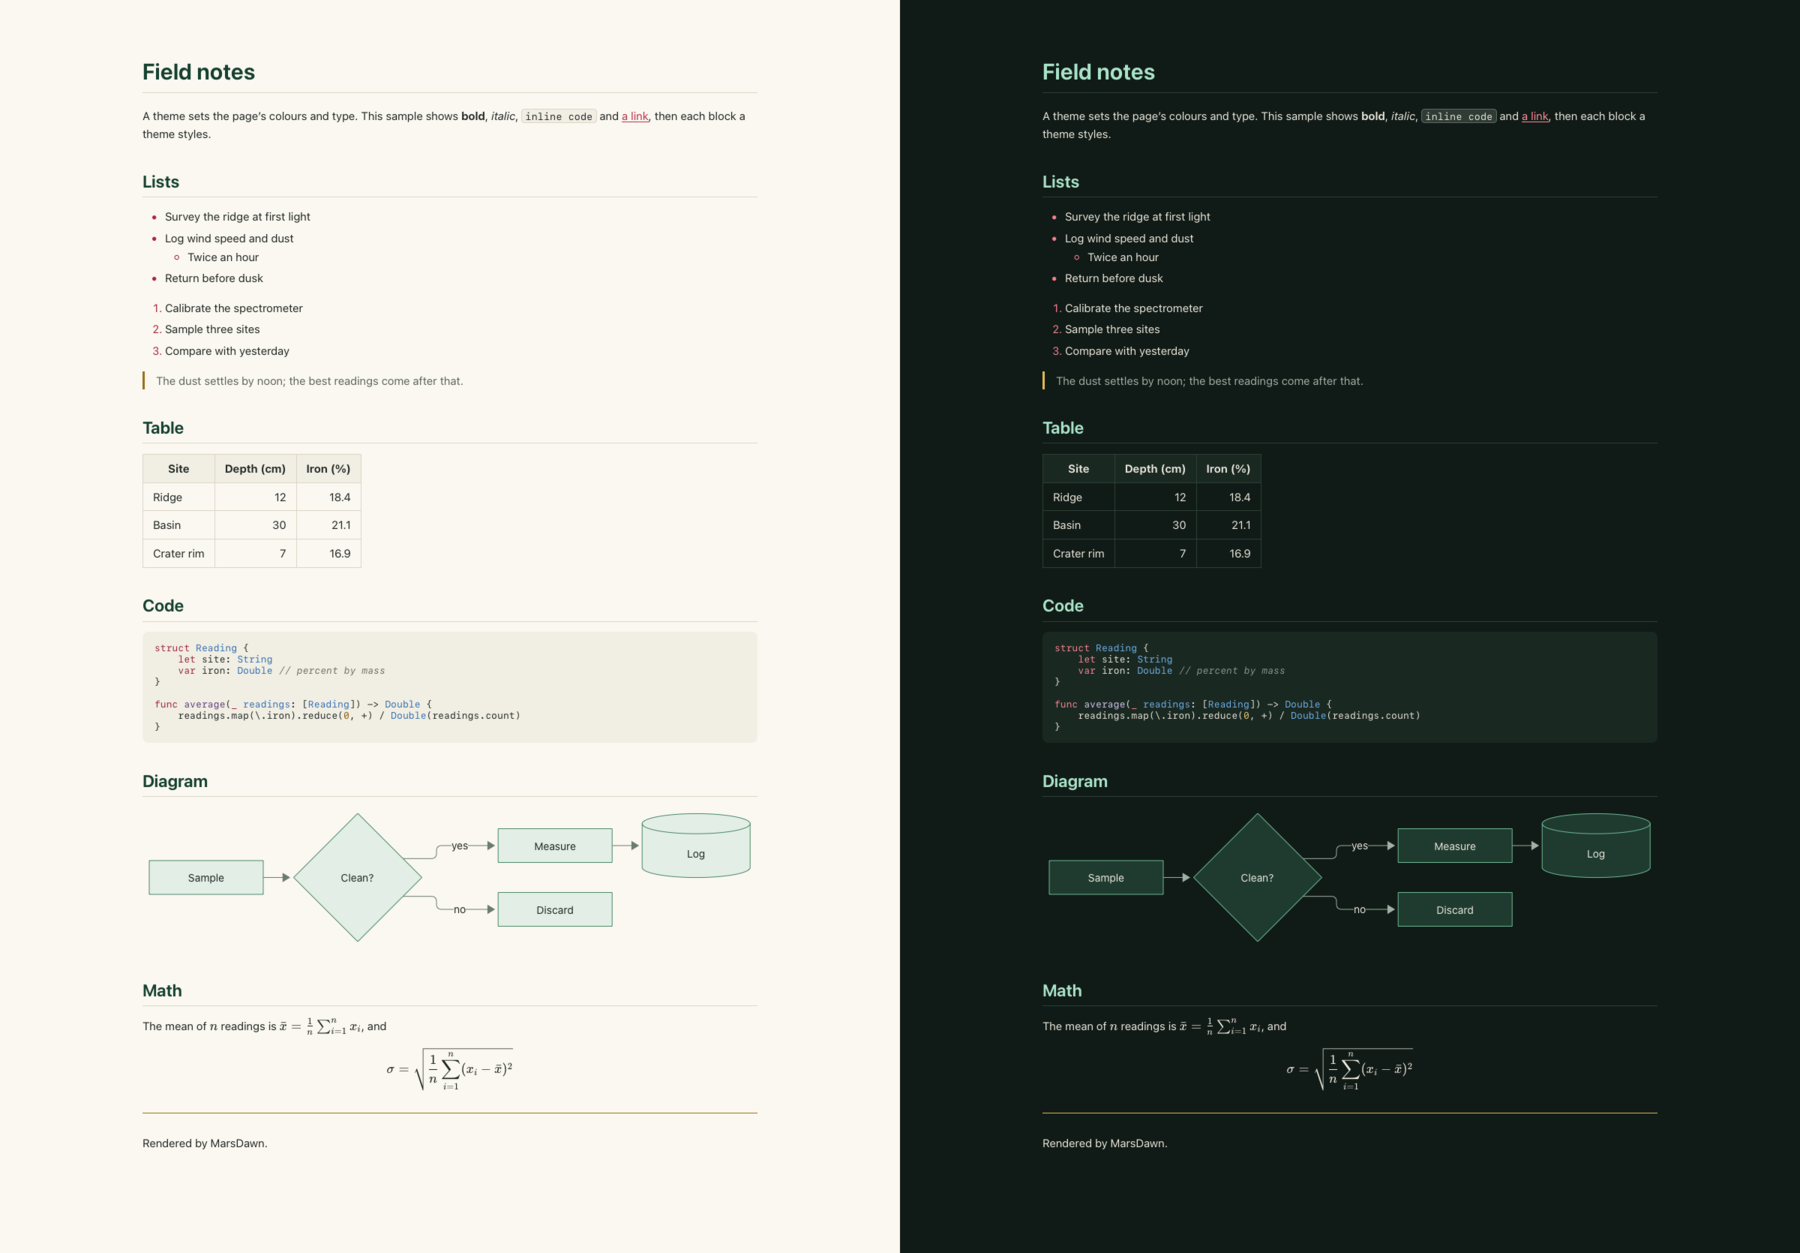 Field notes
A theme sets the page's colours and type. This sample shows bold, italic, inline code and a link, then each block a
theme styles.
Lists
• Survey the ridge at first light
• Log wind speed and dust
◦ Twice an hour
• Return before dusk
1. Calibrate the spectrometer
2. Sample three sites
3. Compare with yesterday
The dust settles by noon; the best readings come after that.
Table
Site Depth (cm) Iron (%)
Ridge 12 18.4
Basin 30 21.1
Crater rim 7 16.9
Code
struct Reading {
    let site: String
    var iron: Double // percent by mass
}
func average(_ readings: [Reading]) -> Double {
    readings.map(\.iron).reduce(0, +) / Double(readings.count)
}
Diagram
Sample
Clean?
yes
Measure
Log
no
Discard
Math
The mean of n readings is x̄ = 1/n ∑ᵢ₌₁ⁿ xᵢ, and
σ = √(1/n ∑ᵢ₌₁ⁿ (xᵢ − x̄)²)
Rendered by MarsDawn.
Field notes
A theme sets the page's colours and type. This sample shows bold, italic, inline code and a link, then each block a
theme styles.
Lists
• Survey the ridge at first light
• Log wind speed and dust
◦ Twice an hour
• Return before dusk
1. Calibrate the spectrometer
2. Sample three sites
3. Compare with yesterday
The dust settles by noon; the best readings come after that.
Table
Site Depth (cm) Iron (%)
Ridge 12 18.4
Basin 30 21.1
Crater rim 7 16.9
Code
struct Reading {
    let site: String
    var iron: Double // percent by mass
}
func average(_ readings: [Reading]) -> Double {
    readings.map(\.iron).reduce(0, +) / Double(readings.count)
}
Diagram
Sample
Clean?
yes
Measure
Log
no
Discard
Math
The mean of n readings is x̄ = 1/n ∑ᵢ₌₁ⁿ xᵢ, and
σ = √(1/n ∑ᵢ₌₁ⁿ (xᵢ − x̄)²)
Rendered by MarsDawn.